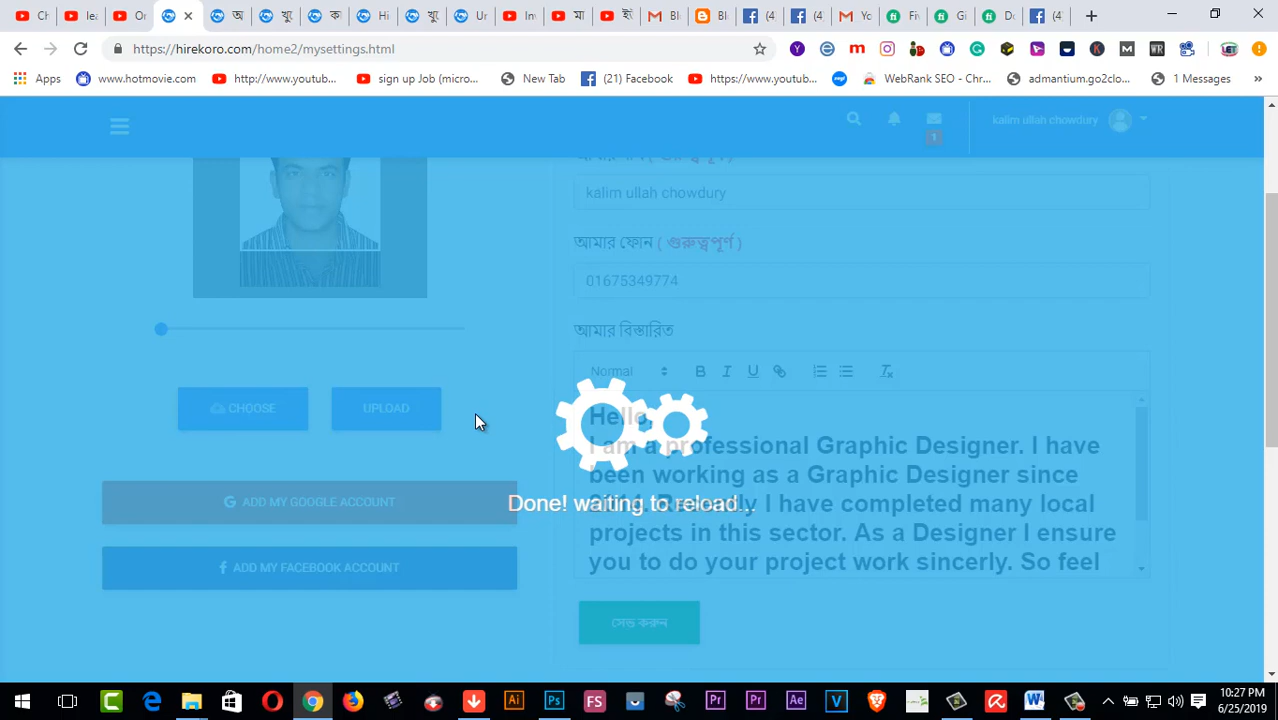 https://hirekoro.com/home2/mysettings.html
Apps www.hotmovie.com http://www.youtub... sign up Job (micro... New Tab (21) Facebook https://www.youtub... WebRank SEO - Chr... admantium.go2clo... 1 Messages »
kalim ullah chowdury
1
kalim ullah chowdury
আমার ফোন ( গুরুত্বপূর্ণ )
01675349774
আমার বিস্তারিত
Normal
CHOOSE
UPLOAD
Hello,
I am a professional Graphic Designer. I have
been working as a Graphic Designer since
I have completed many local
projects in this sector. As a Designer I ensure
you to do your project work sincerly. So feel
Done! waiting to reload...
ADD MY GOOGLE ACCOUNT
ADD MY FACEBOOK ACCOUNT
সেভ করুন
10:27 PM
6/25/2019